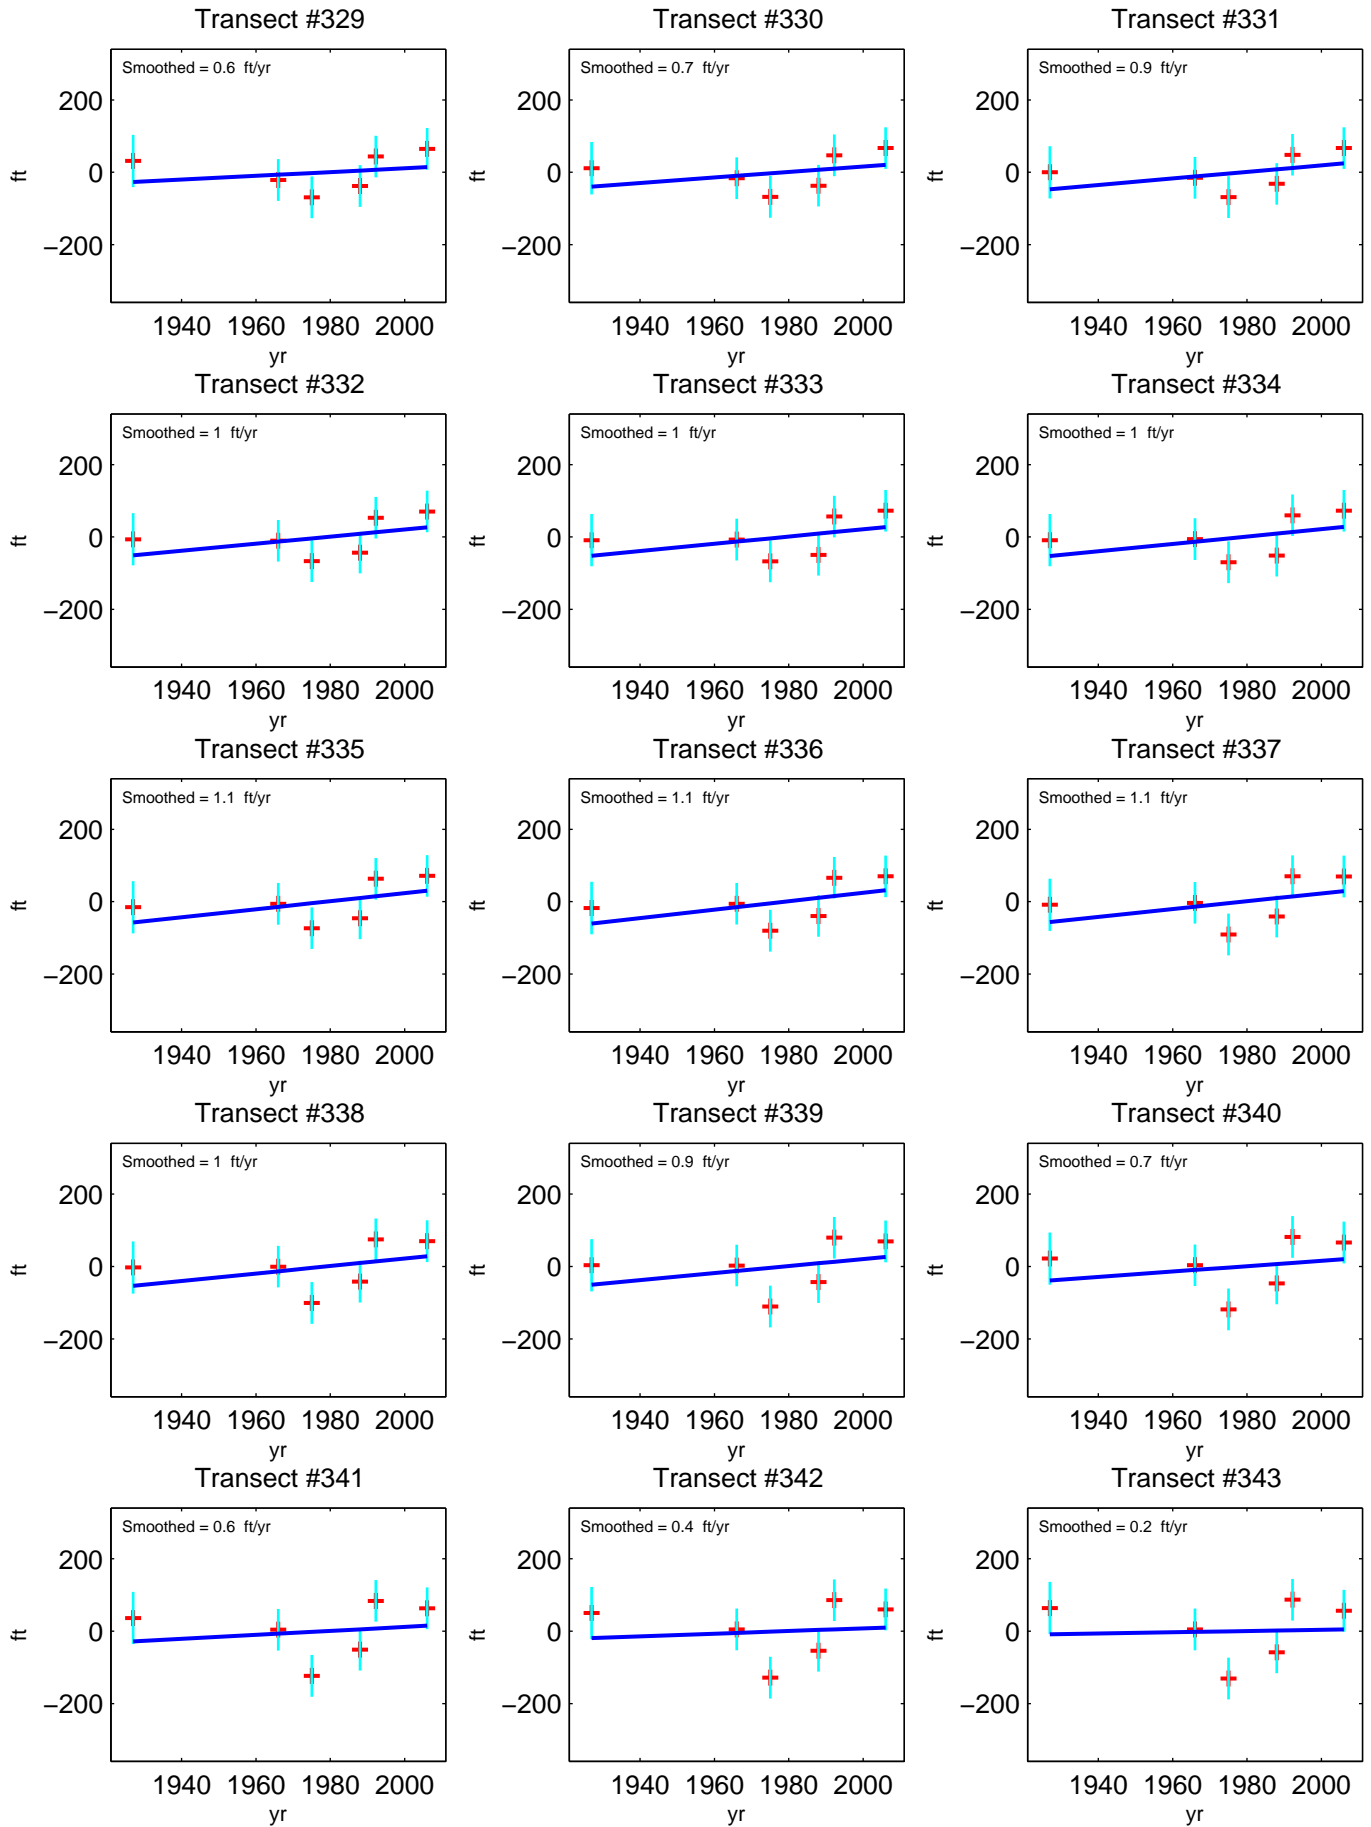 Transect #329
Transect #330
Transect #331
Smoothed = 0.6 ft/yr
Smoothed = 0.7 ft/yr
Smoothed = 0.9 ft/yr
200
0
−200
ft
1940 1960 1980 2000
yr
200
0
−200
ft
1940 1960 1980 2000
yr
200
0
−200
ft
1940 1960 1980 2000
yr
Transect #332
Transect #333
Transect #334
Smoothed = 1 ft/yr
Smoothed = 1 ft/yr
Smoothed = 1 ft/yr
200
0
−200
ft
1940 1960 1980 2000
yr
200
0
−200
ft
1940 1960 1980 2000
yr
200
0
−200
ft
1940 1960 1980 2000
yr
Transect #335
Transect #336
Transect #337
Smoothed = 1.1 ft/yr
Smoothed = 1.1 ft/yr
Smoothed = 1.1 ft/yr
200
0
−200
ft
1940 1960 1980 2000
yr
200
0
−200
ft
1940 1960 1980 2000
yr
200
0
−200
ft
1940 1960 1980 2000
yr
Transect #338
Transect #339
Transect #340
Smoothed = 1 ft/yr
Smoothed = 0.9 ft/yr
Smoothed = 0.7 ft/yr
200
0
−200
ft
1940 1960 1980 2000
yr
200
0
−200
ft
1940 1960 1980 2000
yr
200
0
−200
ft
1940 1960 1980 2000
yr
Transect #341
Transect #342
Transect #343
Smoothed = 0.6 ft/yr
Smoothed = 0.4 ft/yr
Smoothed = 0.2 ft/yr
200
0
−200
ft
1940 1960 1980 2000
yr
200
0
−200
ft
1940 1960 1980 2000
yr
200
0
−200
ft
1940 1960 1980 2000
yr